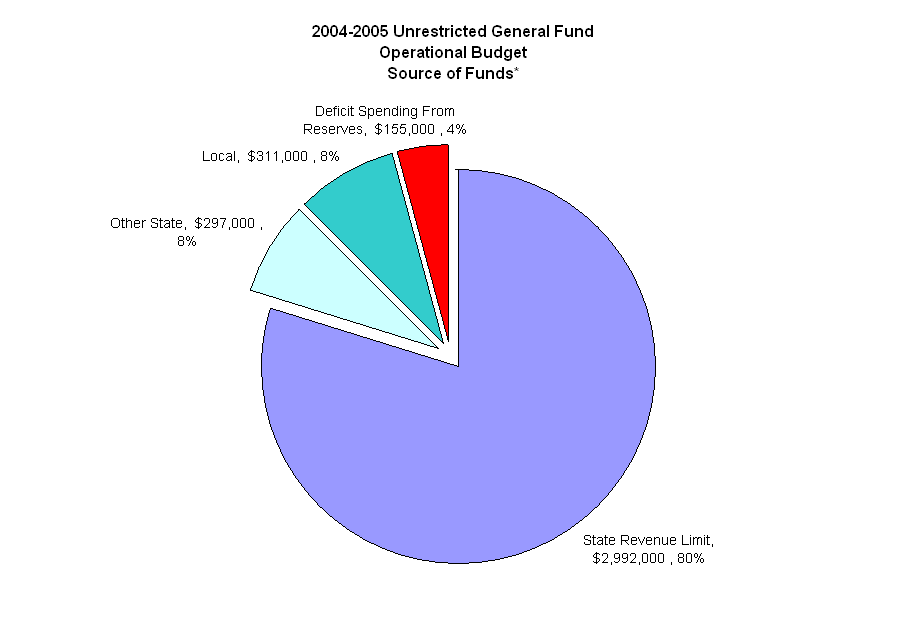 2004-2005 Unrestricted General Fund
Operational Budget
Source of Funds*
Deficit Spending From
Reserves,  $155,000 , 4%
Local,  $311,000 , 8%
Other State,  $297,000 ,
8%
State Revenue Limit,
$2,992,000 , 80%